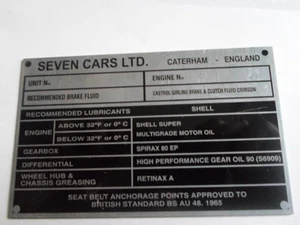 SEVEN CARS LTD. CATERHAM - ENGLAND
UNIT No ENGINE No
RECOMMENDED BRAKE FLUID CASTROL GIRLING BRAKE & CLUTCH FLUID CRIMSON
RECOMMENDED LUBRICANTS SHELL
ENGINE
ABOVE 32°F or 0° C SHELL SUPER
BELOW 32°F or 0° C MULTIGRADE MOTOR OIL
GEARBOX SPIRAX 80 EP
DIFFERENTIAL HIGH PERFORMANCE GEAR OIL 90 (S6909)
WHEEL HUB & RETINAX A
CHASSIS GREASING
SEAT BELT ANCHORAGE POINTS APPROVED TO
BRITISH STANDARD BS AU 48. 1965